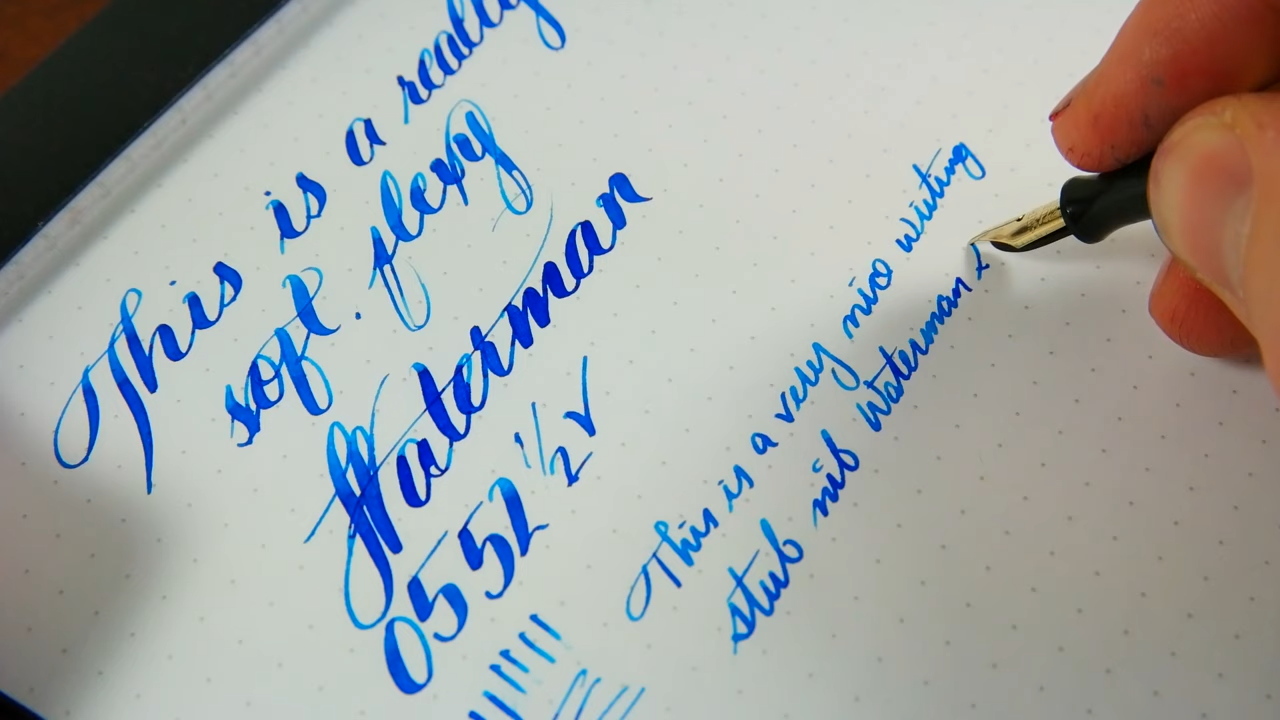 This is a really
soft. flexy
Waterman
0552 1/2 V
This is a very nice writing
stub nib Waterman